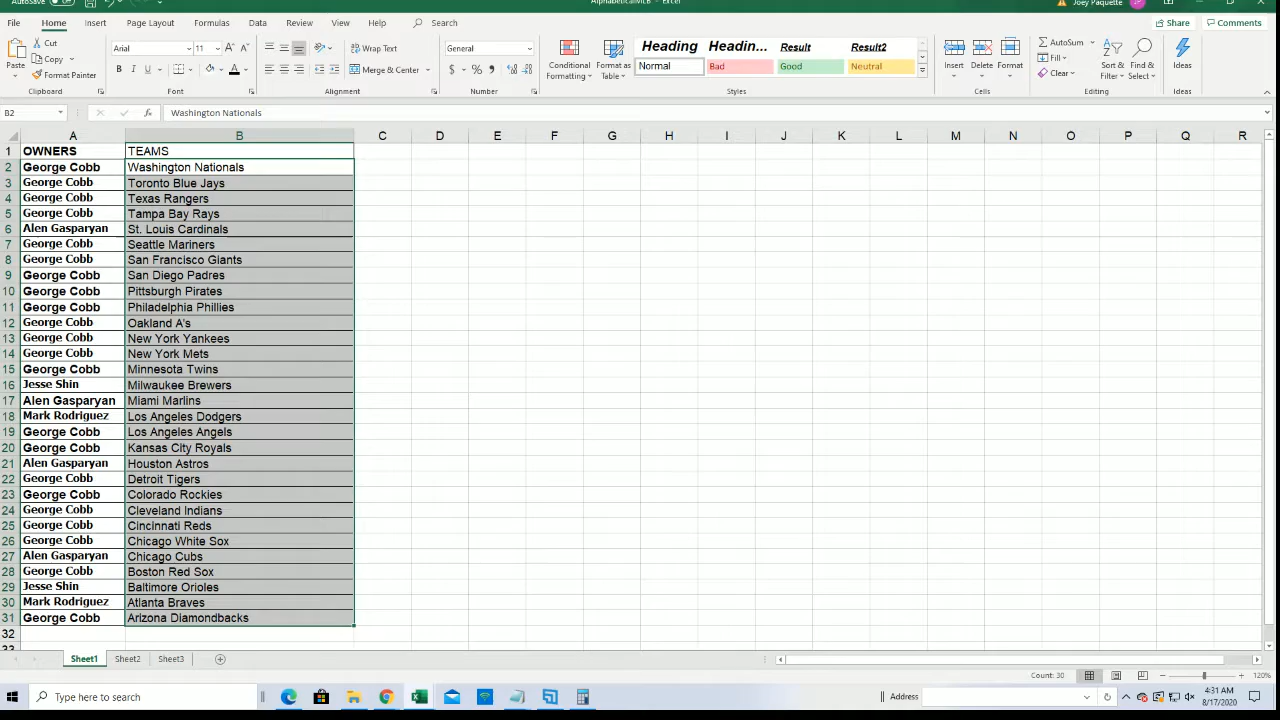 AutoSave
AlphabeticalMLB - Excel
Joey Paquette
File Home Insert Page Layout Formulas Data Review View Help Search Share Comments
Paste Cut Copy Format Painter Clipboard
Arial 11 A A B I U A Font
Wrap Text Merge & Center Alignment
General $ % , Number
Conditional Formatting Format as Table Heading Headin... Result Result2 Normal Bad Good Neutral Styles
Insert Delete Format Cells
AutoSum Fill Clear Sort & Filter Find & Select Editing
Ideas Ideas
B2 fx Washington Nationals
A B C D E F G H I J K L M N O P Q R
1 OWNERS TEAMS
2 George Cobb Washington Nationals
3 George Cobb Toronto Blue Jays
4 George Cobb Texas Rangers
5 George Cobb Tampa Bay Rays
6 Alen Gasparyan St. Louis Cardinals
7 George Cobb Seattle Mariners
8 George Cobb San Francisco Giants
9 George Cobb San Diego Padres
10 George Cobb Pittsburgh Pirates
11 George Cobb Philadelphia Phillies
12 George Cobb Oakland A's
13 George Cobb New York Yankees
14 George Cobb New York Mets
15 George Cobb Minnesota Twins
16 Jesse Shin Milwaukee Brewers
17 Alen Gasparyan Miami Marlins
18 Mark Rodriguez Los Angeles Dodgers
19 George Cobb Los Angeles Angels
20 George Cobb Kansas City Royals
21 Alen Gasparyan Houston Astros
22 George Cobb Detroit Tigers
23 George Cobb Colorado Rockies
24 George Cobb Cleveland Indians
25 George Cobb Cincinnati Reds
26 George Cobb Chicago White Sox
27 Alen Gasparyan Chicago Cubs
28 George Cobb Boston Red Sox
29 Jesse Shin Baltimore Orioles
30 Mark Rodriguez Atlanta Braves
31 George Cobb Arizona Diamondbacks
32
33
Sheet1 Sheet2 Sheet3
Count: 30 120%
Type here to search Address 4:31 AM
8/17/2020